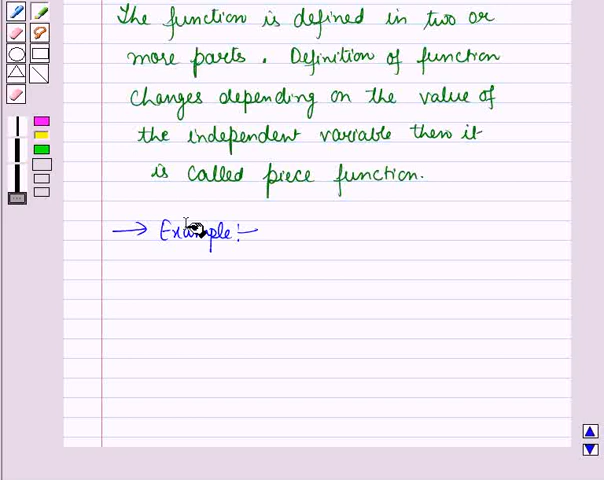 The function is defined in two or
more parts. Definition of function
changes depending on the value of
the independent variable then it
is called piece function.
→ Example:-